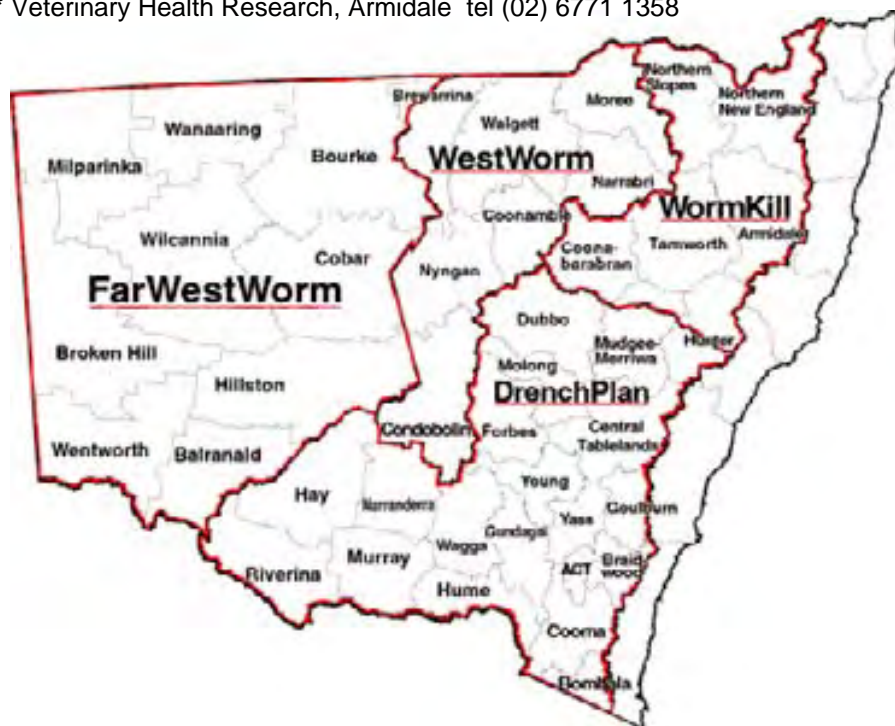 * Veterinary Health Research, Armidale tel (02) 6771 1358
Northern
Slopes
Brewarrina
Moree
Northern
New England
Wanaaring
Walgett
Milparinka
Bourke
WestWorm
Narrabri
WormKill
Coonamble
Wilcannia
Cobar
Nyngan
Coona-
barabran
Tamworth
Armidale
FarWestWorm
Dubbo
Broken Hill
Molong
Mudgee-
Merriwa
Hunter
Hillston
DrenchPlan
Wentworth
Balranald
Condobolin
Forbes
Central
Tablelands
Hay
Narrandera
Young
Yass
Goulburn
Murray
Wagga
Gundagai
Riverina
Hume
ACT
Braid-
wood
Cooma
Bombala